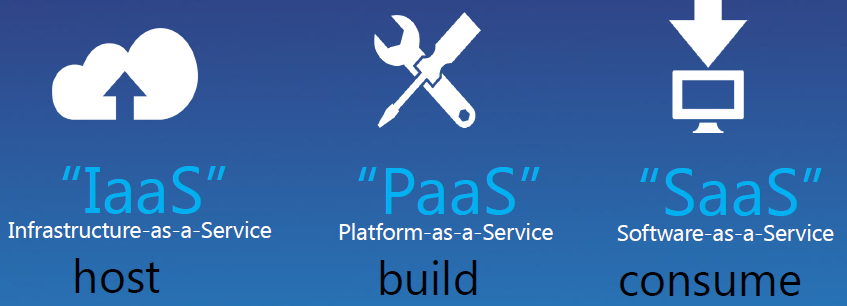 “IaaS” “PaaS” “SaaS”
Infrastructure-as-a-Service Platform-as-a-Service Software-as-a-Service
host build consume